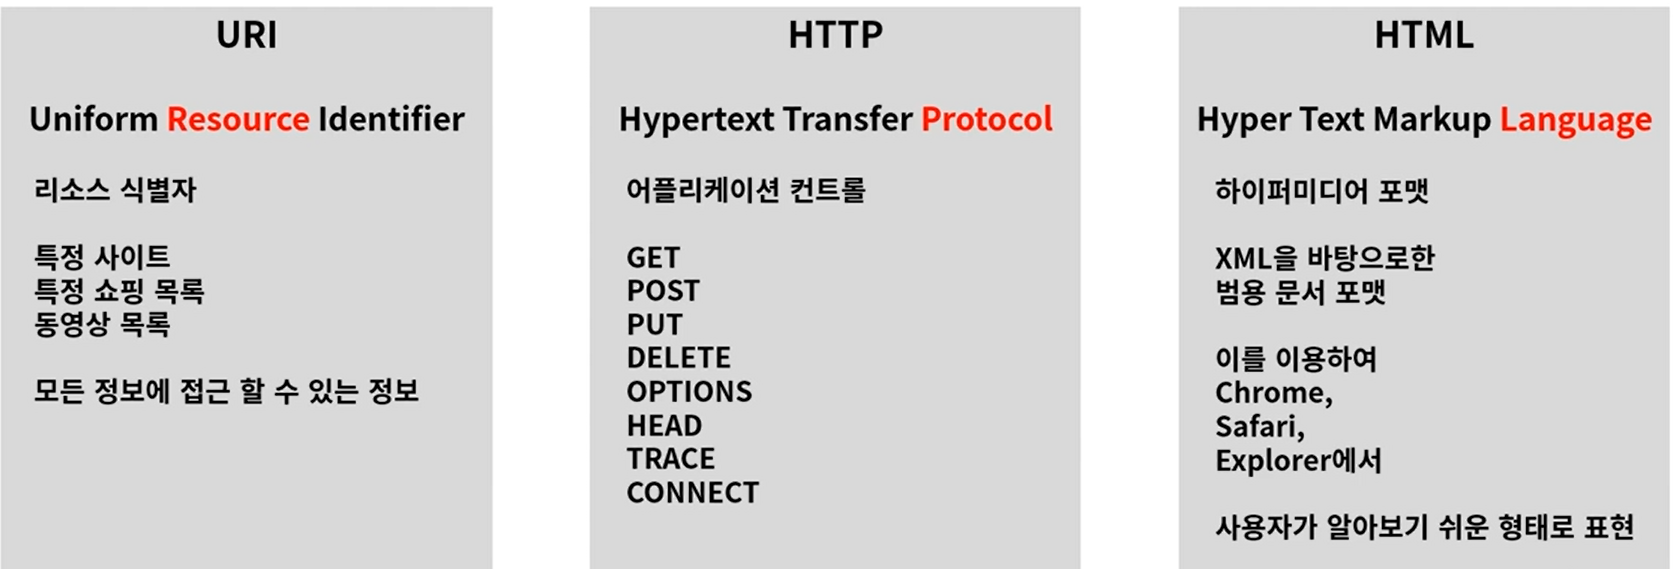 URI
Uniform Resource Identifier
리소스 식별자
특정 사이트
특정 쇼핑 목록
동영상 목록
모든 정보에 접근 할 수 있는 정보
HTTP
Hypertext Transfer Protocol
어플리케이션 컨트롤
GET
POST
PUT
DELETE
OPTIONS
HEAD
TRACE
CONNECT
HTML
Hyper Text Markup Language
하이퍼미디어 포맷
XML을 바탕으로한
범용 문서 포맷
이를 이용하여
Chrome,
Safari,
Explorer에서
사용자가 알아보기 쉬운 형태로 표현